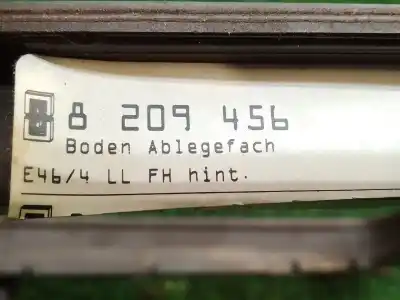 8 209 456
Boden Ablegefach
E46/4 LL FH hint.